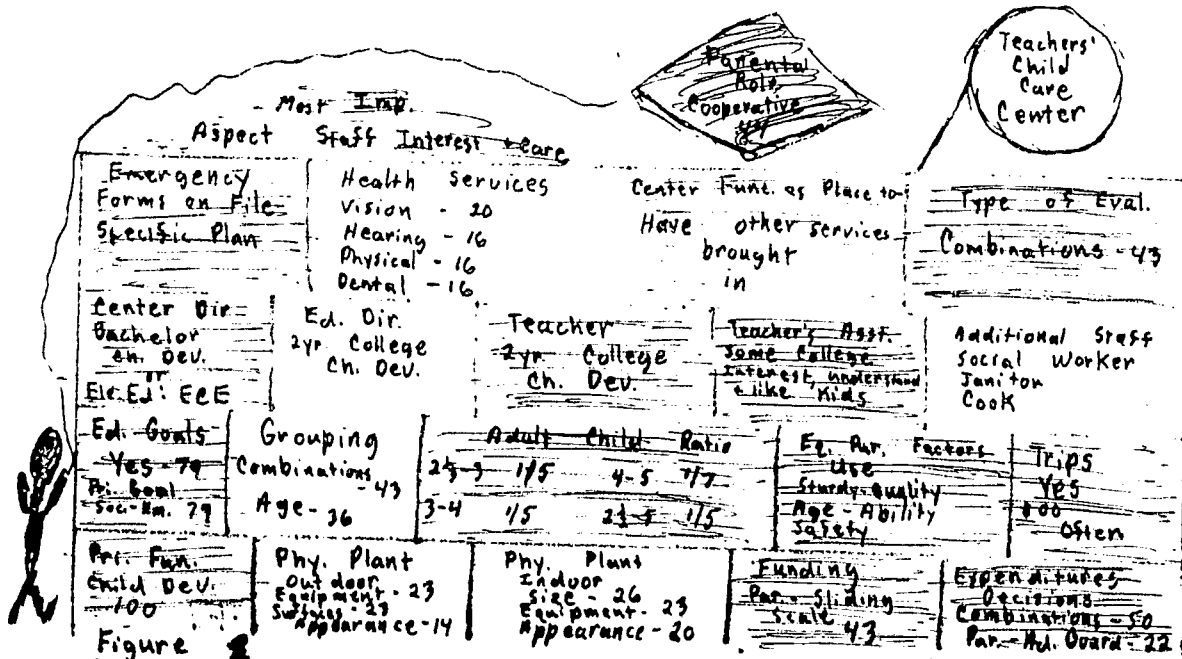 Teachers'
Child
Care
Center
Parental
Role
Cooperative
Most Imp.
Aspect Staff Interest + Care
Emergency
Forms on File
Specific Plan
Health Services
Vision - 20
Hearing - 16
Physical - 16
Dental - 16
Center Funt. as Place to
Have other services
brought
in
Type of Eval.
Combinations - 43
Center Dir
Bachelor
Ch. Dev.
or
Ele. Ed: ECE
Ed. Dir.
2yr. College
Ch. Dev.
Teacher
2yr. College
Ch. Dev.
Teacher's Asst.
Some College
Interest, understand
+ like kids
Additional Staff
Social Worker
Janitor
Cook
Ed. Goals
Yes - 79
Pri. Goal
Soc.-Em. 79
Grouping
Combinations - 43
Age - 36
Adult Child Ratio
1/5 4-5 1/7
3-4 1/5 1/5
Eq. Pur. Factors
Use
Sturdy-Quality
Age - Ability
Safety
Trips
Yes
100
Often
Pri. Fun.
Child Dev.
100
Phy. Plant
Outdoor
Equipment - 23
Surfaces - 23
Appearance - 14
Phy. Plant
Indoor
Size - 26
Equipment - 23
Appearance - 20
Funding
Par. - Sliding
Scale 43
Expenditures
Decisions
Combinations - 50
Par. - Ad. Board - 22
Figure